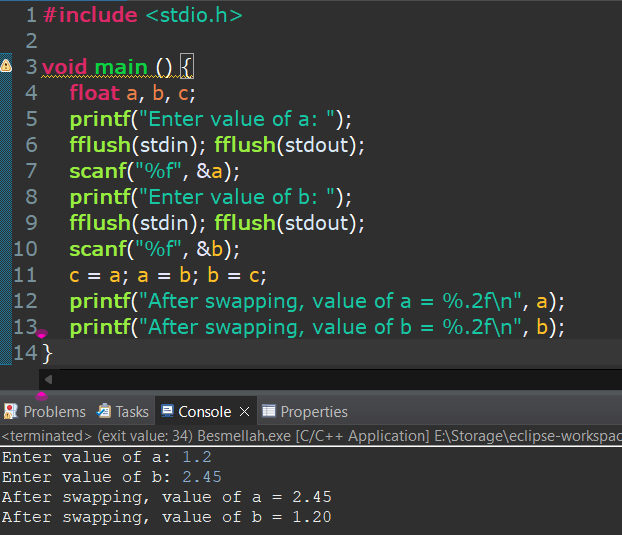 1 #include <stdio.h>
2
3 void main () {
4 float a, b, c;
5 printf("Enter value of a: ");
6 fflush(stdin); fflush(stdout);
7 scanf("%f", &a);
8 printf("Enter value of b: ");
9 fflush(stdin); fflush(stdout);
10 scanf("%f", &b);
11 c = a; a = b; b = c;
12 printf("After swapping, value of a = %.2f\n", a);
13 printf("After swapping, value of b = %.2f\n", b);
14 }
Problems Tasks Console Properties
<terminated> (exit value: 34) Besmellah.exe [C/C++ Application] E:\Storage\eclipse-workspac
Enter value of a: 1.2
Enter value of b: 2.45
After swapping, value of a = 2.45
After swapping, value of b = 1.20